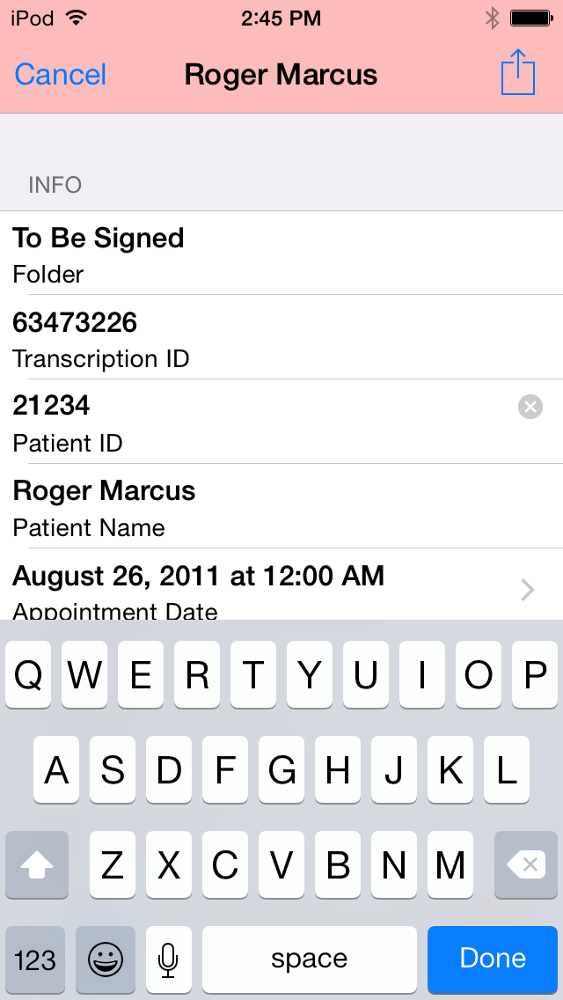 iPod 2:45 PM
Cancel Roger Marcus
INFO
To Be Signed
Folder
63473226
Transcription ID
21234
Patient ID
Roger Marcus
Patient Name
August 26, 2011 at 12:00 AM
Appointment Date
Q W E R T Y U I O P
A S D F G H J K L
Z X C V B N M
123 space Done